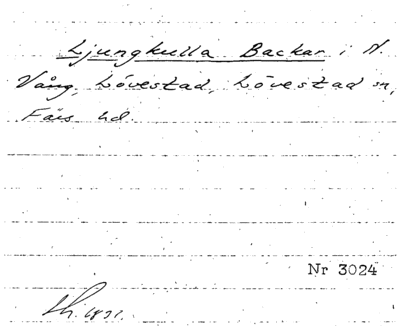 Ljungkulla Backar i N.
Vång, Lövestad, Lövestad sn,
Färs hd.
Nr 3024